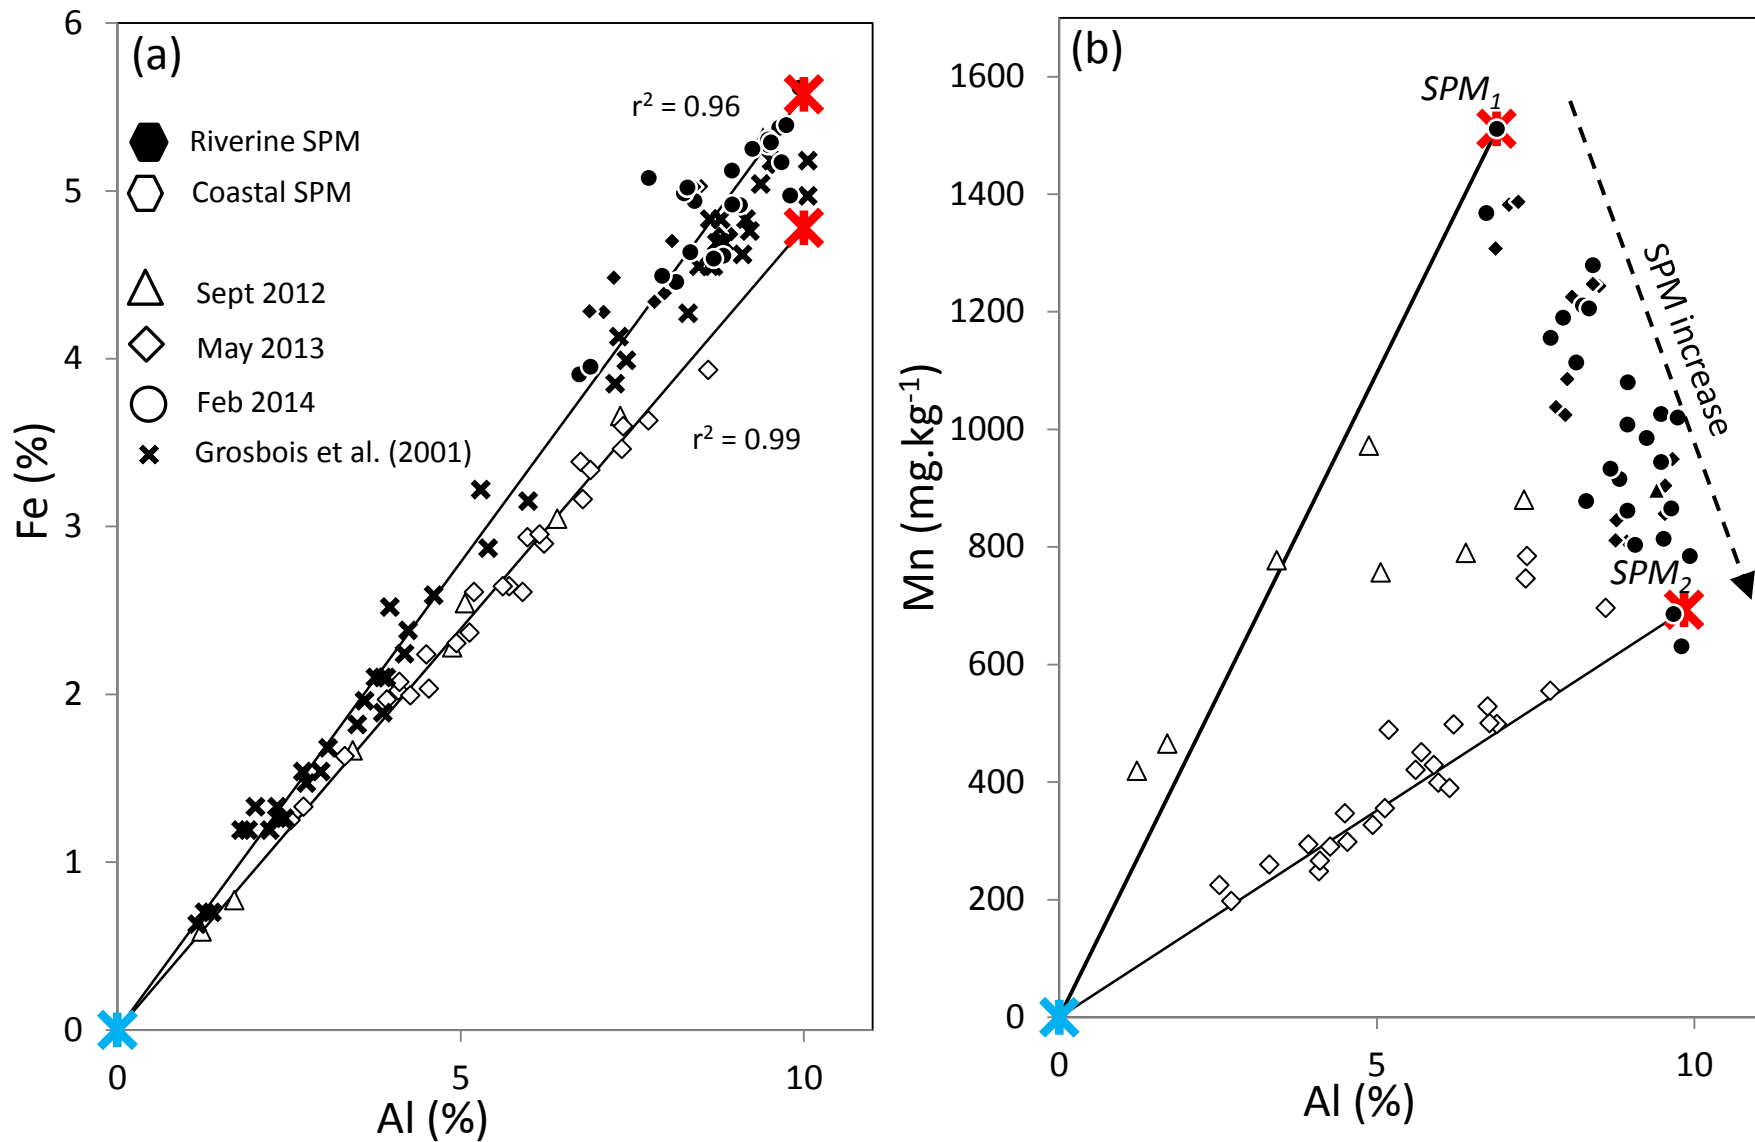 (a)
r² = 0.96
Riverine SPM
Coastal SPM
Sept 2012
May 2013
Feb 2014
Grosbois et al. (2001)
r² = 0.99
Fe (%)
6
5
4
3
2
1
0
0 5 10
Al (%)
(b)
SPM₁
SPM increase
SPM₂
Mn (mg.kg⁻¹)
1600
1400
1200
1000
800
600
400
200
0
0 5 10
Al (%)